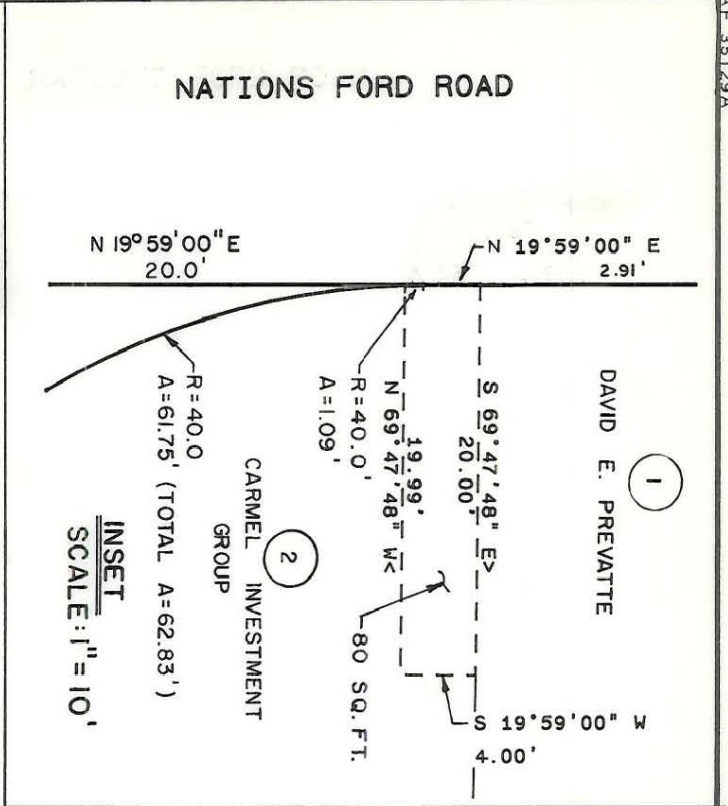 NATIONS FORD ROAD
N 19°59'00" E
20.0'
N 19°59'00" E
2.91'
DAVID E. PREVATTE
1
S 69°47'48" E>
20.00'
19.99'
N 69°47'48" W<
R=40.0'
A=1.09'
R=40.0
A=61.75' (TOTAL A=62.83')
CARMEL INVESTMENT
GROUP
2
80 SQ. FT.
S 19°59'00" W
4.00'
INSET
SCALE: 1"=10'